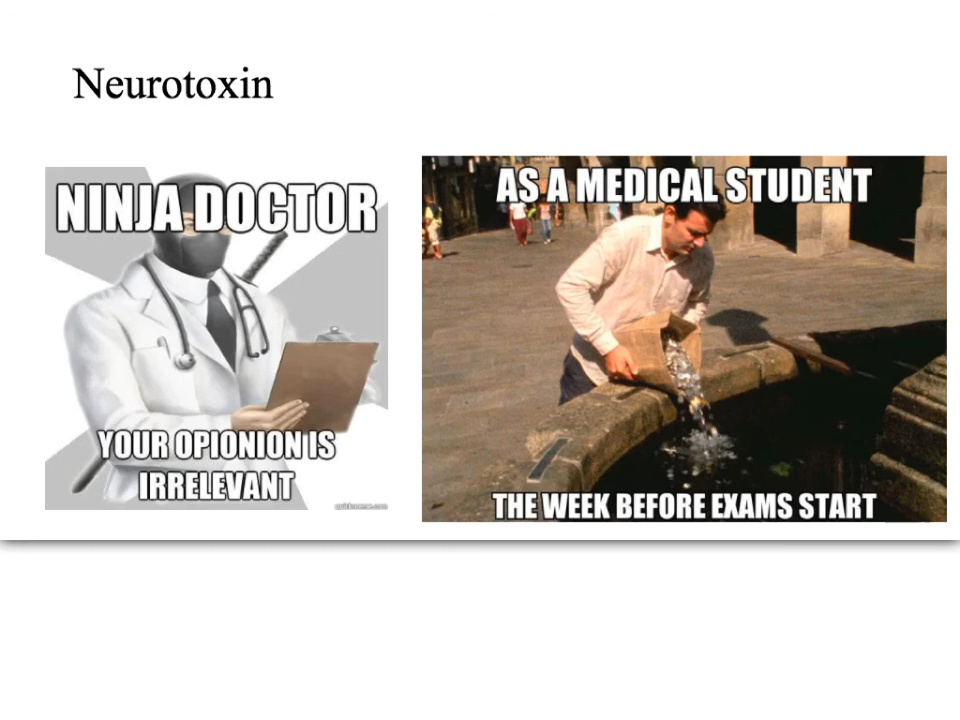 Neurotoxin
NINJA DOCTOR
YOUR OPIONION IS
IRRELEVANT
AS A MEDICAL STUDENT
THE WEEK BEFORE EXAMS START